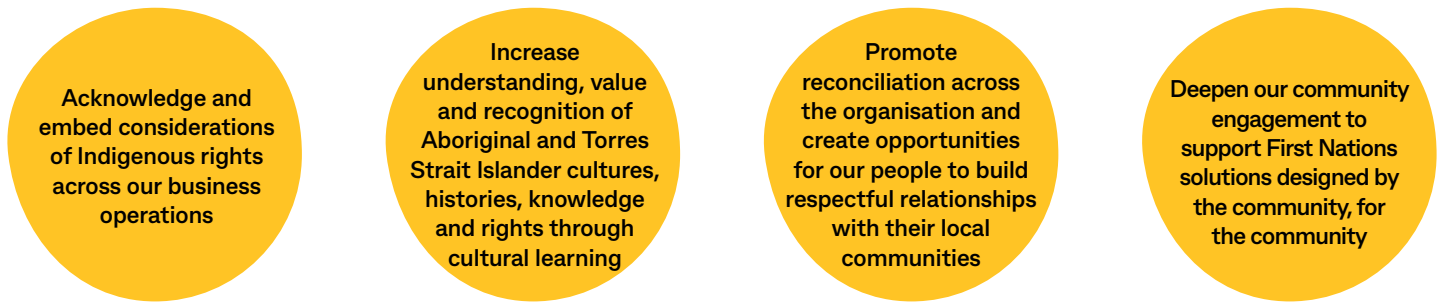 Acknowledge and
embed considerations
of Indigenous rights
across our business
operations
Increase
understanding, value
and recognition of
Aboriginal and Torres
Strait Islander cultures,
histories, knowledge
and rights through
cultural learning
Promote
reconciliation across
the organisation and
create opportunities
for our people to build
respectful relationships
with their local
communities
Deepen our community
engagement to
support First Nations
solutions designed by
the community, for
the community